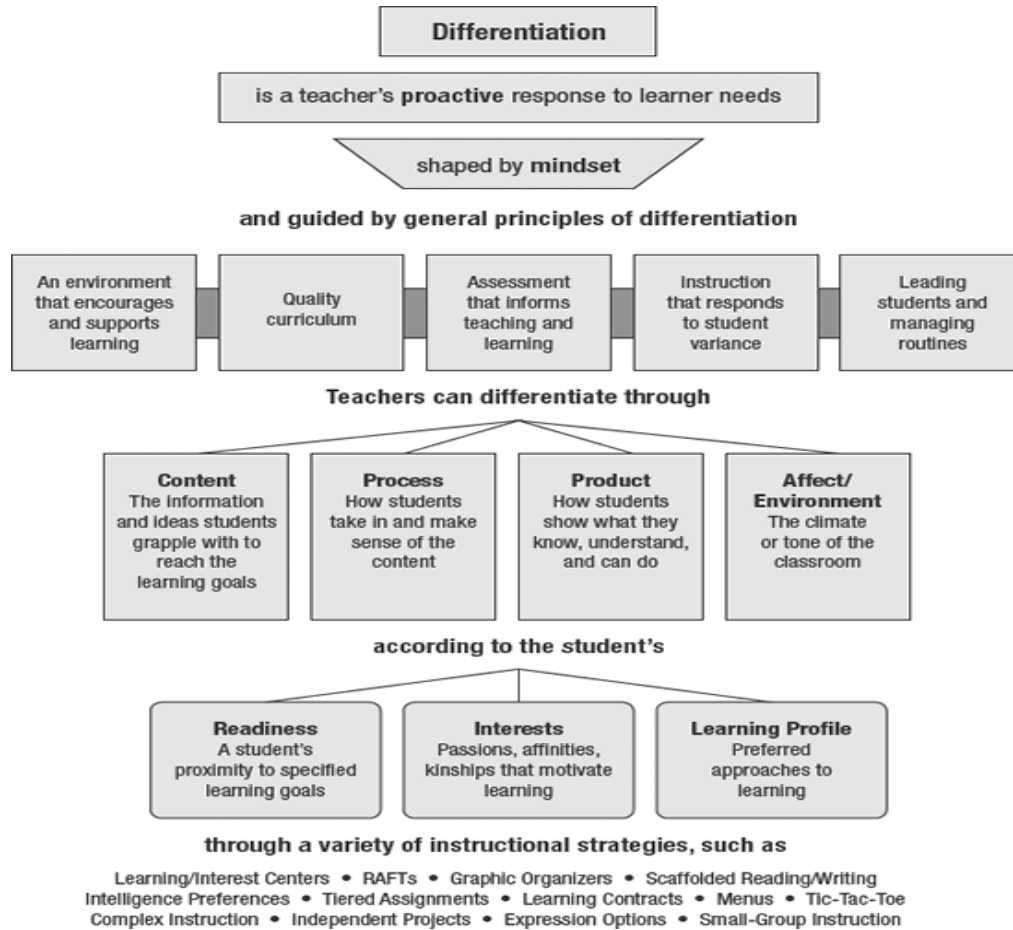 Differentiation
is a teacher's proactive response to learner needs
shaped by mindset
and guided by general principles of differentiation
An environment
that encourages
and supports
learning
Quality
curriculum
Assessment
that informs
teaching and
learning
Instruction
that responds
to student
variance
Leading
students and
managing
routines
Teachers can differentiate through
Content
The information
and ideas students
grapple with to
reach the
learning goals
Process
How students
take in and make
sense of the
content
Product
How students
show what they
know, understand,
and can do
Affect/
Environment
The climate
or tone of the
classroom
according to the student's
Readiness
A student's
proximity to specified
learning goals
Interests
Passions, affinities,
kinships that motivate
learning
Learning Profile
Preferred
approaches to
learning
through a variety of instructional strategies, such as
Learning/Interest Centers • RAFTs • Graphic Organizers • Scaffolded Reading/Writing
Intelligence Preferences • Tiered Assignments • Learning Contracts • Menus • Tic-Tac-Toe
Complex Instruction • Independent Projects • Expression Options • Small-Group Instruction